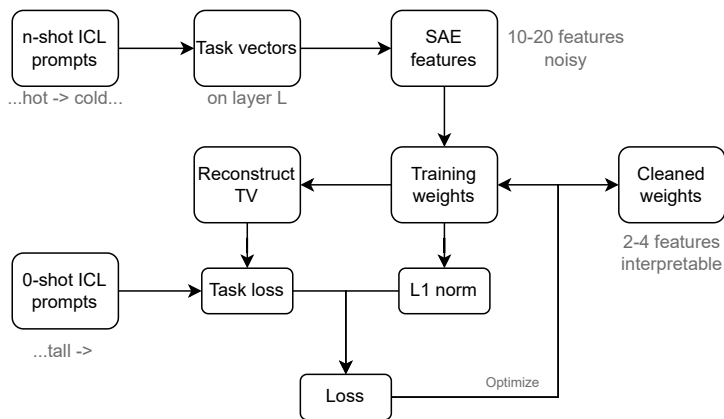 n-shot ICL
prompts
...hot -> cold...
Task vectors
on layer L
SAE
features
10-20 features
noisy
Reconstruct
TV
Training
weights
Cleaned
weights
2-4 features
interpretable
0-shot ICL
prompts
...tall ->
Task loss
L1 norm
Loss
Optimize